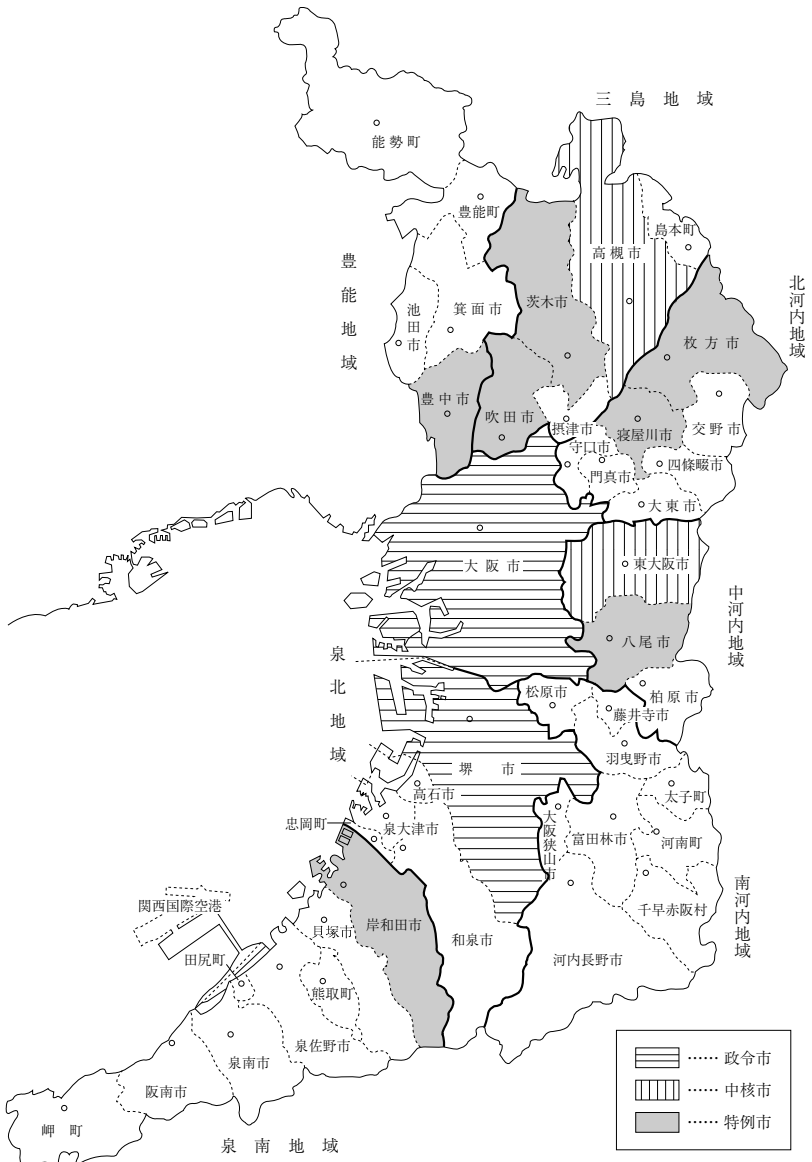 三島地域
能勢町
豊能町
島本町
高槻市
豊能地域
北河内地域
池田市
箕面市
茨木市
枚方市
豊中市
吹田市
摂津市
寝屋川市
交野市
守口市
門真市
四條畷市
大東市
大阪市
東大阪市
中河内地域
八尾市
泉北地域
松原市
柏原市
藤井寺市
羽曳野市
堺市
高石市
太子町
忠岡町
泉大津市
大阪狭山市
富田林市
河南町
南河内地域
関西国際空港
千早赤阪村
貝塚市
岸和田市
和泉市
田尻町
河内長野市
熊取町
泉佐野市
泉南市
阪南市
岬町
泉南地域
……政令市
……中核市
……特例市